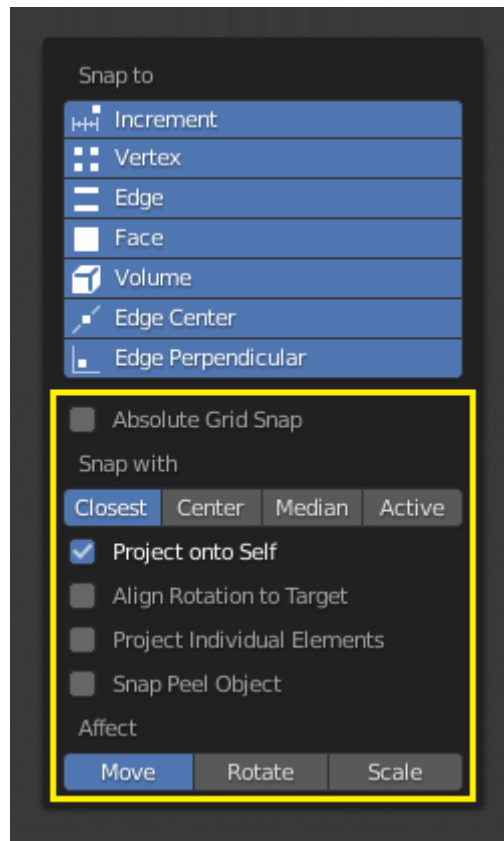 Snap to
Increment
Vertex
Edge
Face
Volume
Edge Center
Edge Perpendicular
Absolute Grid Snap
Snap with
Closest Center Median Active
Project onto Self
Align Rotation to Target
Project Individual Elements
Snap Peel Object
Affect
Move Rotate Scale